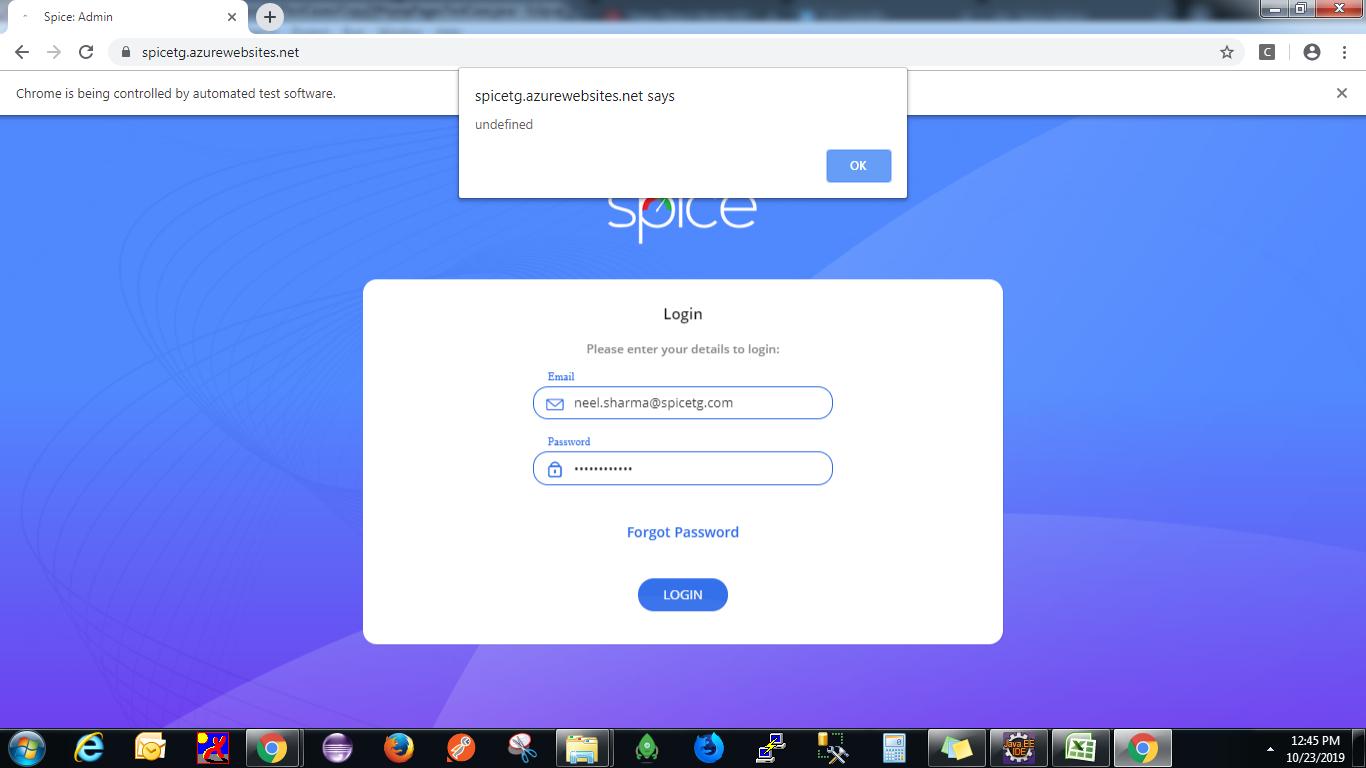 Spice: Admin
spicetg.azurewebsites.net
C
Chrome is being controlled by automated test software.
spicetg.azurewebsites.net says
undefined
OK
spice
Login
Please enter your details to login:
Email
neel.sharma@spicetg.com
Password
••••••••••••
Forgot Password
LOGIN
Java EE
IDE
12:45 PM
10/23/2019